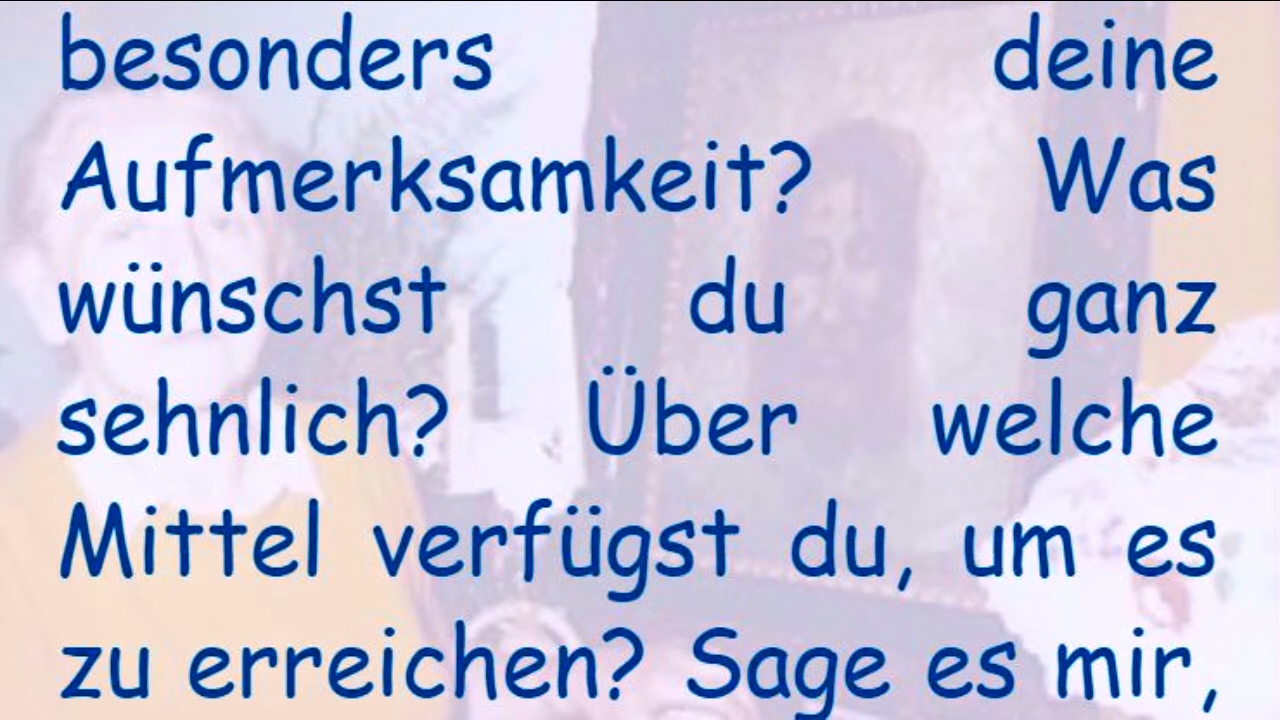 besonders deine
Aufmerksamkeit? Was
wünschst du ganz
sehnlich? Über welche
Mittel verfügst du, um es
zu erreichen? Sage es mir,